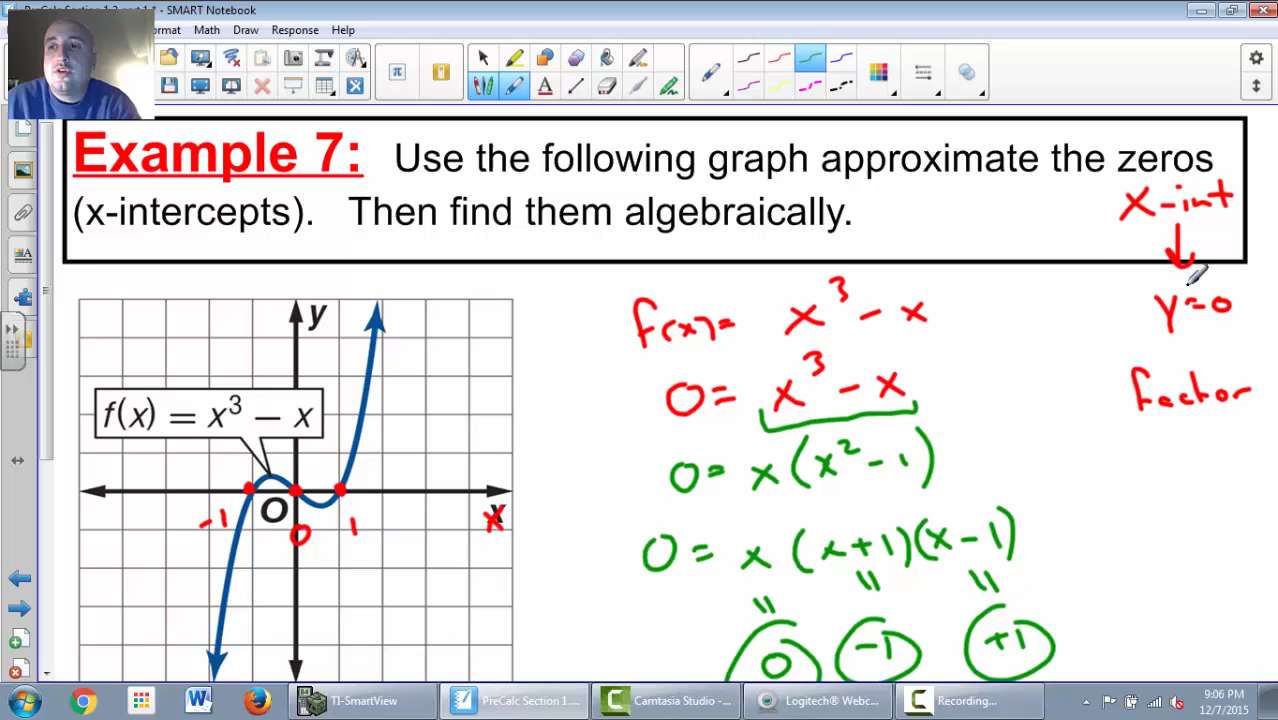 PreCalc Section 1.2 part 1.* - SMART Notebook
ormat Math Draw Response Help
Example 7: Use the following graph approximate the zeros
(x-intercepts). Then find them algebraically.
x-int
y=0
factor
f(x)= x³ - x
0= x³ - x
0= x(x²-1)
0= x(x+1)(x-1)
0 -1 +1
y
f(x) = x³ - x
O
x
-1 0 1
TI-SmartView
PreCalc Section 1....
Camtasia Studio -...
Logitech® Webc...
Recording...
9:06 PM
12/7/2015